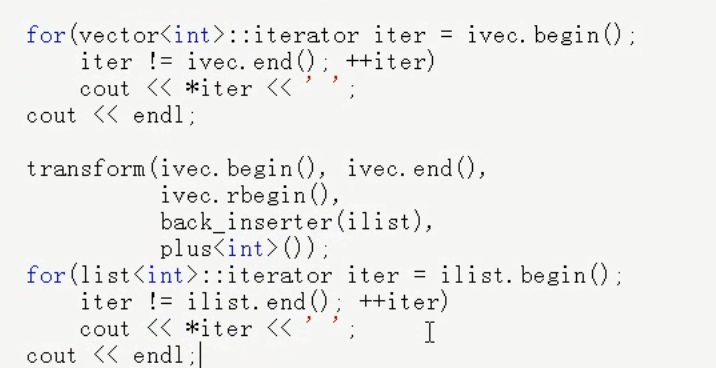 for(vector<int>::iterator iter = ivec.begin();
    iter != ivec.end(); ++iter)
    cout << *iter << ' ';
cout << endl;

transform(ivec.begin(), ivec.end(),
          ivec.rbegin(),
          back_inserter(ilist),
          plus<int>());
for(list<int>::iterator iter = ilist.begin();
    iter != ilist.end(); ++iter)
    cout << *iter << ' ';
cout << endl;